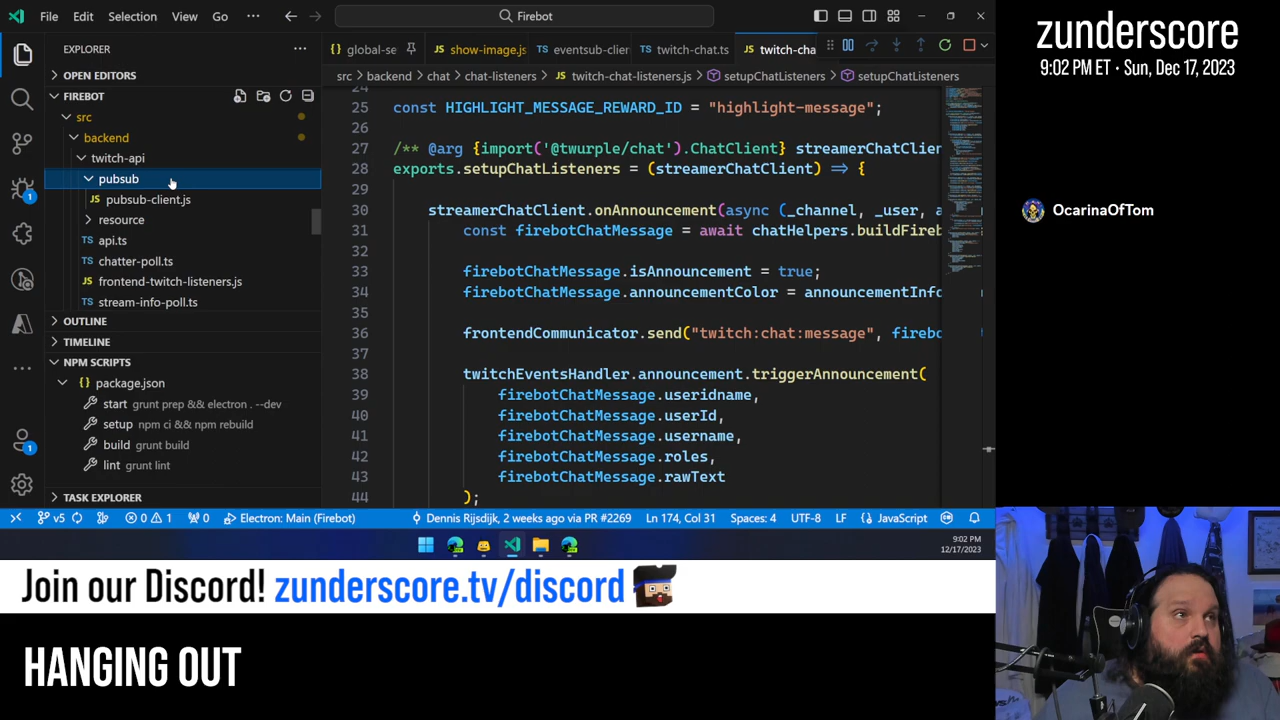 File Edit Selection View Go
Firebot
EXPLORER
OPEN EDITORS
FIREBOT
src
backend
twitch-api
pubsub
pubsub-client.js
resource
api.ts
chatter-poll.ts
frontend-twitch-listeners.js
stream-info-poll.ts
OUTLINE
TIMELINE
NPM SCRIPTS
package.json
start grunt prep && electron . --dev
setup npm ci && npm rebuild
build grunt build
lint grunt lint
TASK EXPLORER
1
1
global-se show-image.js eventsub-clier twitch-chat.ts twitch-cha
src backend chat chat-listeners twitch-chat-listeners.js setupChatListeners setupChatListeners
24
25 const HIGHLIGHT_MESSAGE_REWARD_ID = "highlight-message";
26
27 /** @arg {import('@twurple/chat').ChatClient} streamerChatClier
28 exports.setupChatListeners = (streamerChatClient) => {
29
30 streamerChatClient.onAnnouncement(async (_channel, _user, a
31 const firebotChatMessage = await chatHelpers.buildFireb
32
33 firebotChatMessage.isAnnouncement = true;
34 firebotChatMessage.announcementColor = announcementInfo
35
36 frontendCommunicator.send("twitch:chat:message", firebo
37
38 twitchEventsHandler.announcement.triggerAnnouncement(
39 firebotChatMessage.useridname,
40 firebotChatMessage.userId,
41 firebotChatMessage.username,
42 firebotChatMessage.roles,
43 firebotChatMessage.rawText
44 );
v5 0 1 0 Electron: Main (Firebot) Dennis Rijsdijk, 2 weeks ago via PR #2269 Ln 174, Col 31 Spaces: 4 UTF-8 LF JavaScript
9:02 PM
12/17/2023
zunderscore
9:02 PM ET · Sun, Dec 17, 2023
OcarinaOfTom
Join our Discord! zunderscore.tv/discord
HANGING OUT